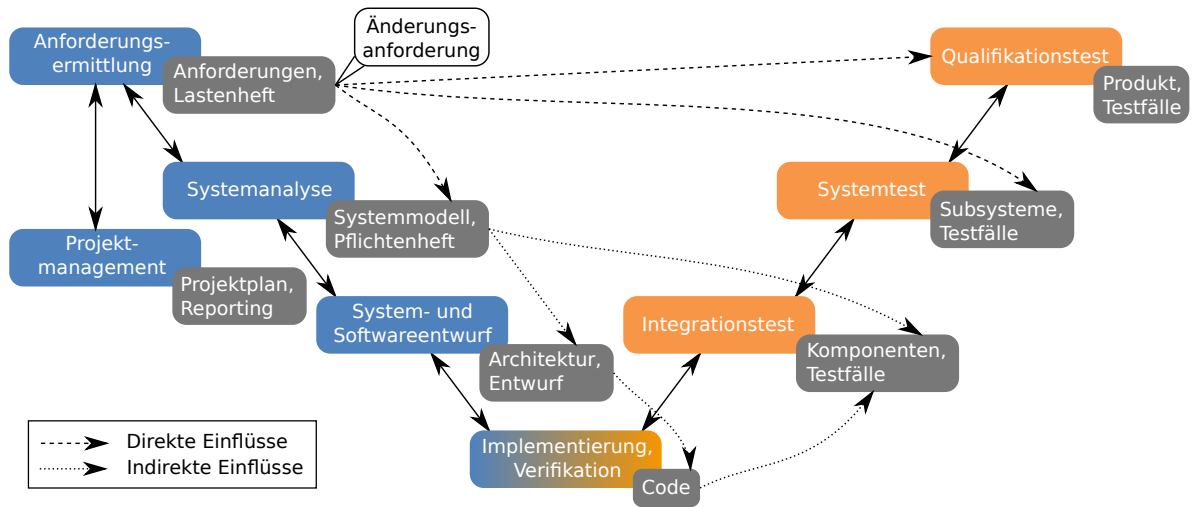 Änderungs-
anforderung
Anforderungs-
ermittlung
Anforderungen,
Lastenheft
Qualifikationstest
Produkt,
Testfälle
Systemanalyse
Systemmodell,
Pflichtenheft
Systemtest
Subsysteme,
Testfälle
Projekt-
management
Projektplan,
Reporting
System- und
Softwareentwurf
Architektur,
Entwurf
Integrationstest
Komponenten,
Testfälle
Implementierung,
Verifikation
Code
Direkte Einflüsse
Indirekte Einflüsse